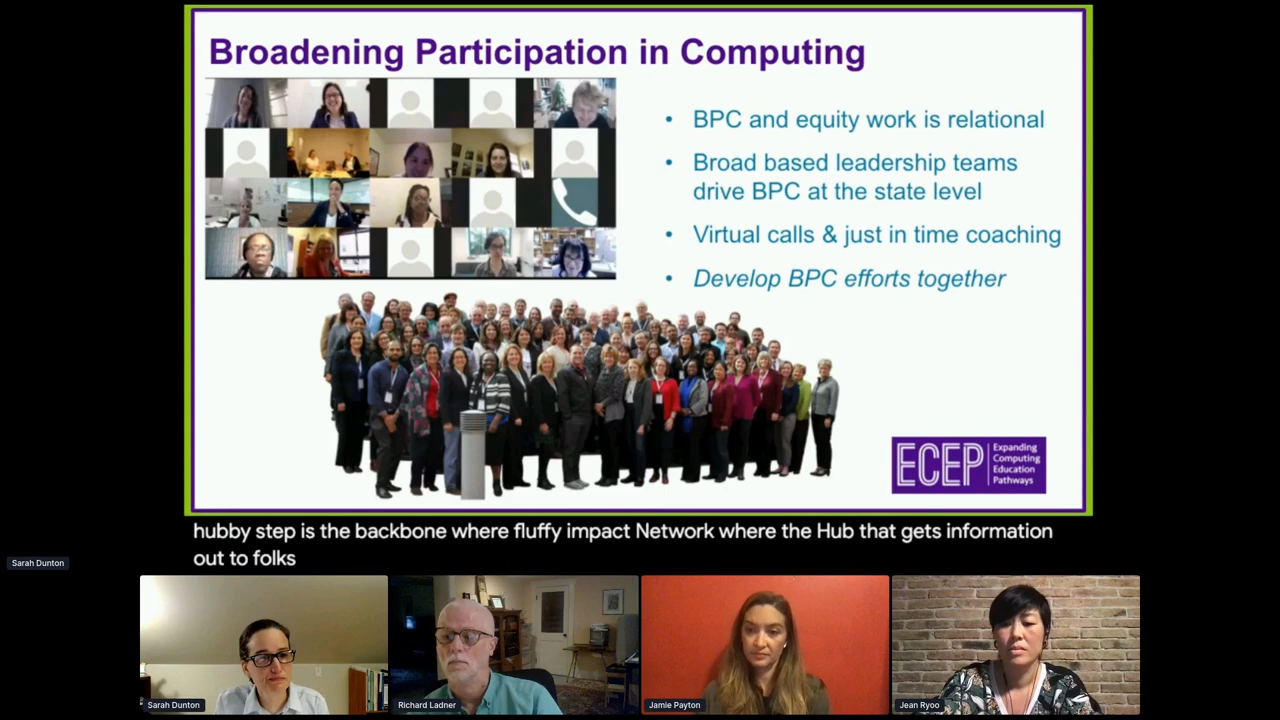 Broadening Participation in Computing
• BPC and equity work is relational
• Broad based leadership teams
drive BPC at the state level
• Virtual calls & just in time coaching
• Develop BPC efforts together
ECEP
Expanding
Computing
Education
Pathways
hubby step is the backbone where fluffy impact Network where the Hub that gets information
out to folks
Sarah Dunton
Sarah Dunton
Richard Ladner
Jamie Payton
Jean Ryoo